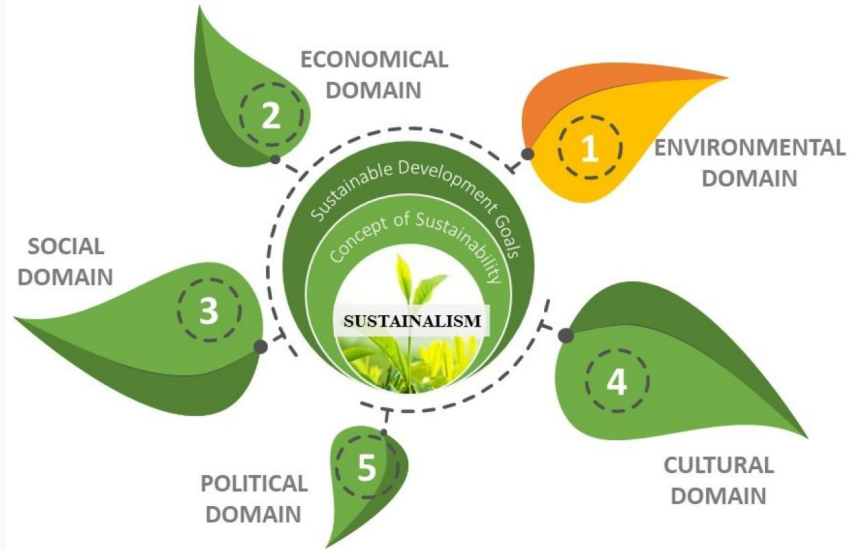 ECONOMICAL
DOMAIN
2
1
ENVIRONMENTAL
DOMAIN
Sustainable Development Goals
Concept of Sustainability
SUSTAINALISM
SOCIAL
DOMAIN
3
4
CULTURAL
DOMAIN
5
POLITICAL
DOMAIN